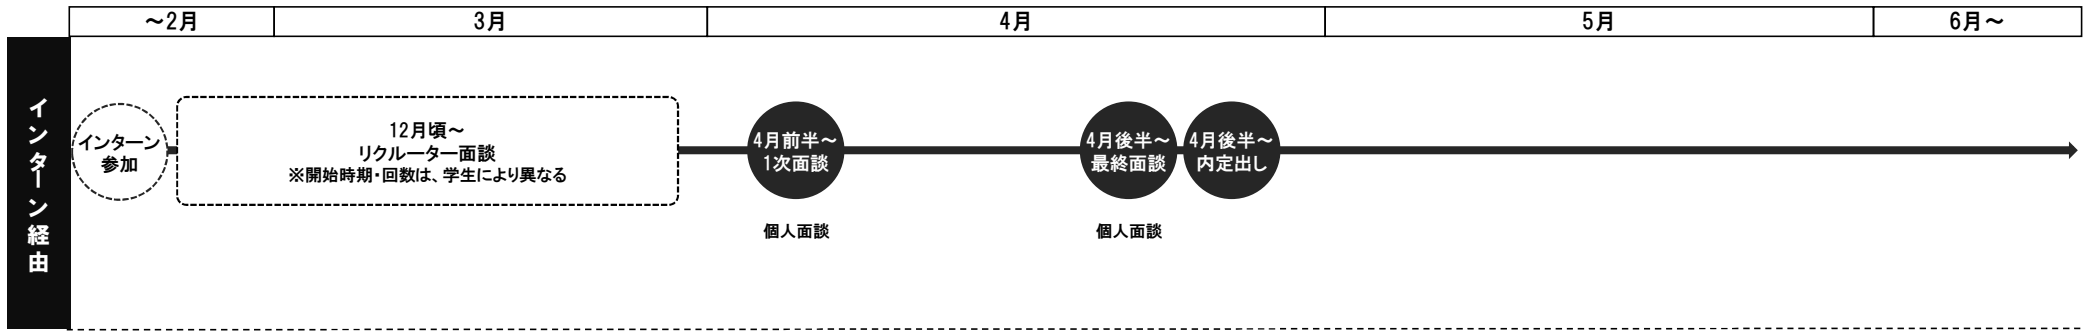 ～2月
3月
4月
5月
6月～
インターン経由
インターン
参加
12月頃～
リクルーター面談
※開始時期・回数は、学生により異なる
4月前半～
1次面談
4月後半～
最終面談
4月後半～
内定出し
個人面談
個人面談